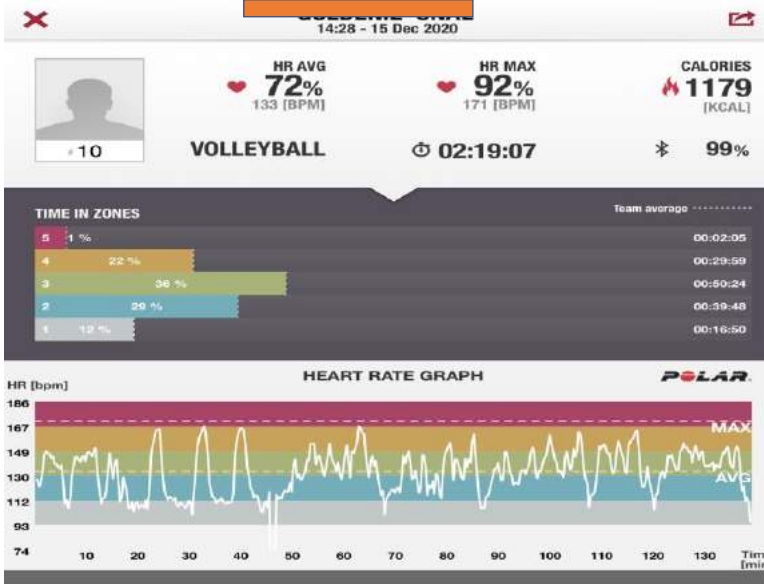 14:28 - 15 Dec 2020
HR AVG
72%
133 [BPM]
HR MAX
92%
171 [BPM]
CALORIES
1179
[KCAL]
10
VOLLEYBALL
02:19:07
99%
TIME IN ZONES
Team average
5 1 % 00:02:05
4 22 % 00:29:59
3 36 % 00:50:24
2 29 % 00:39:48
1 12 % 00:16:50
HEART RATE GRAPH
POLAR.
HR [bpm]
186
167
149
130
112
93
74
MAX
AVG
10 20 30 40 50 60 70 80 90 100 110 120 130